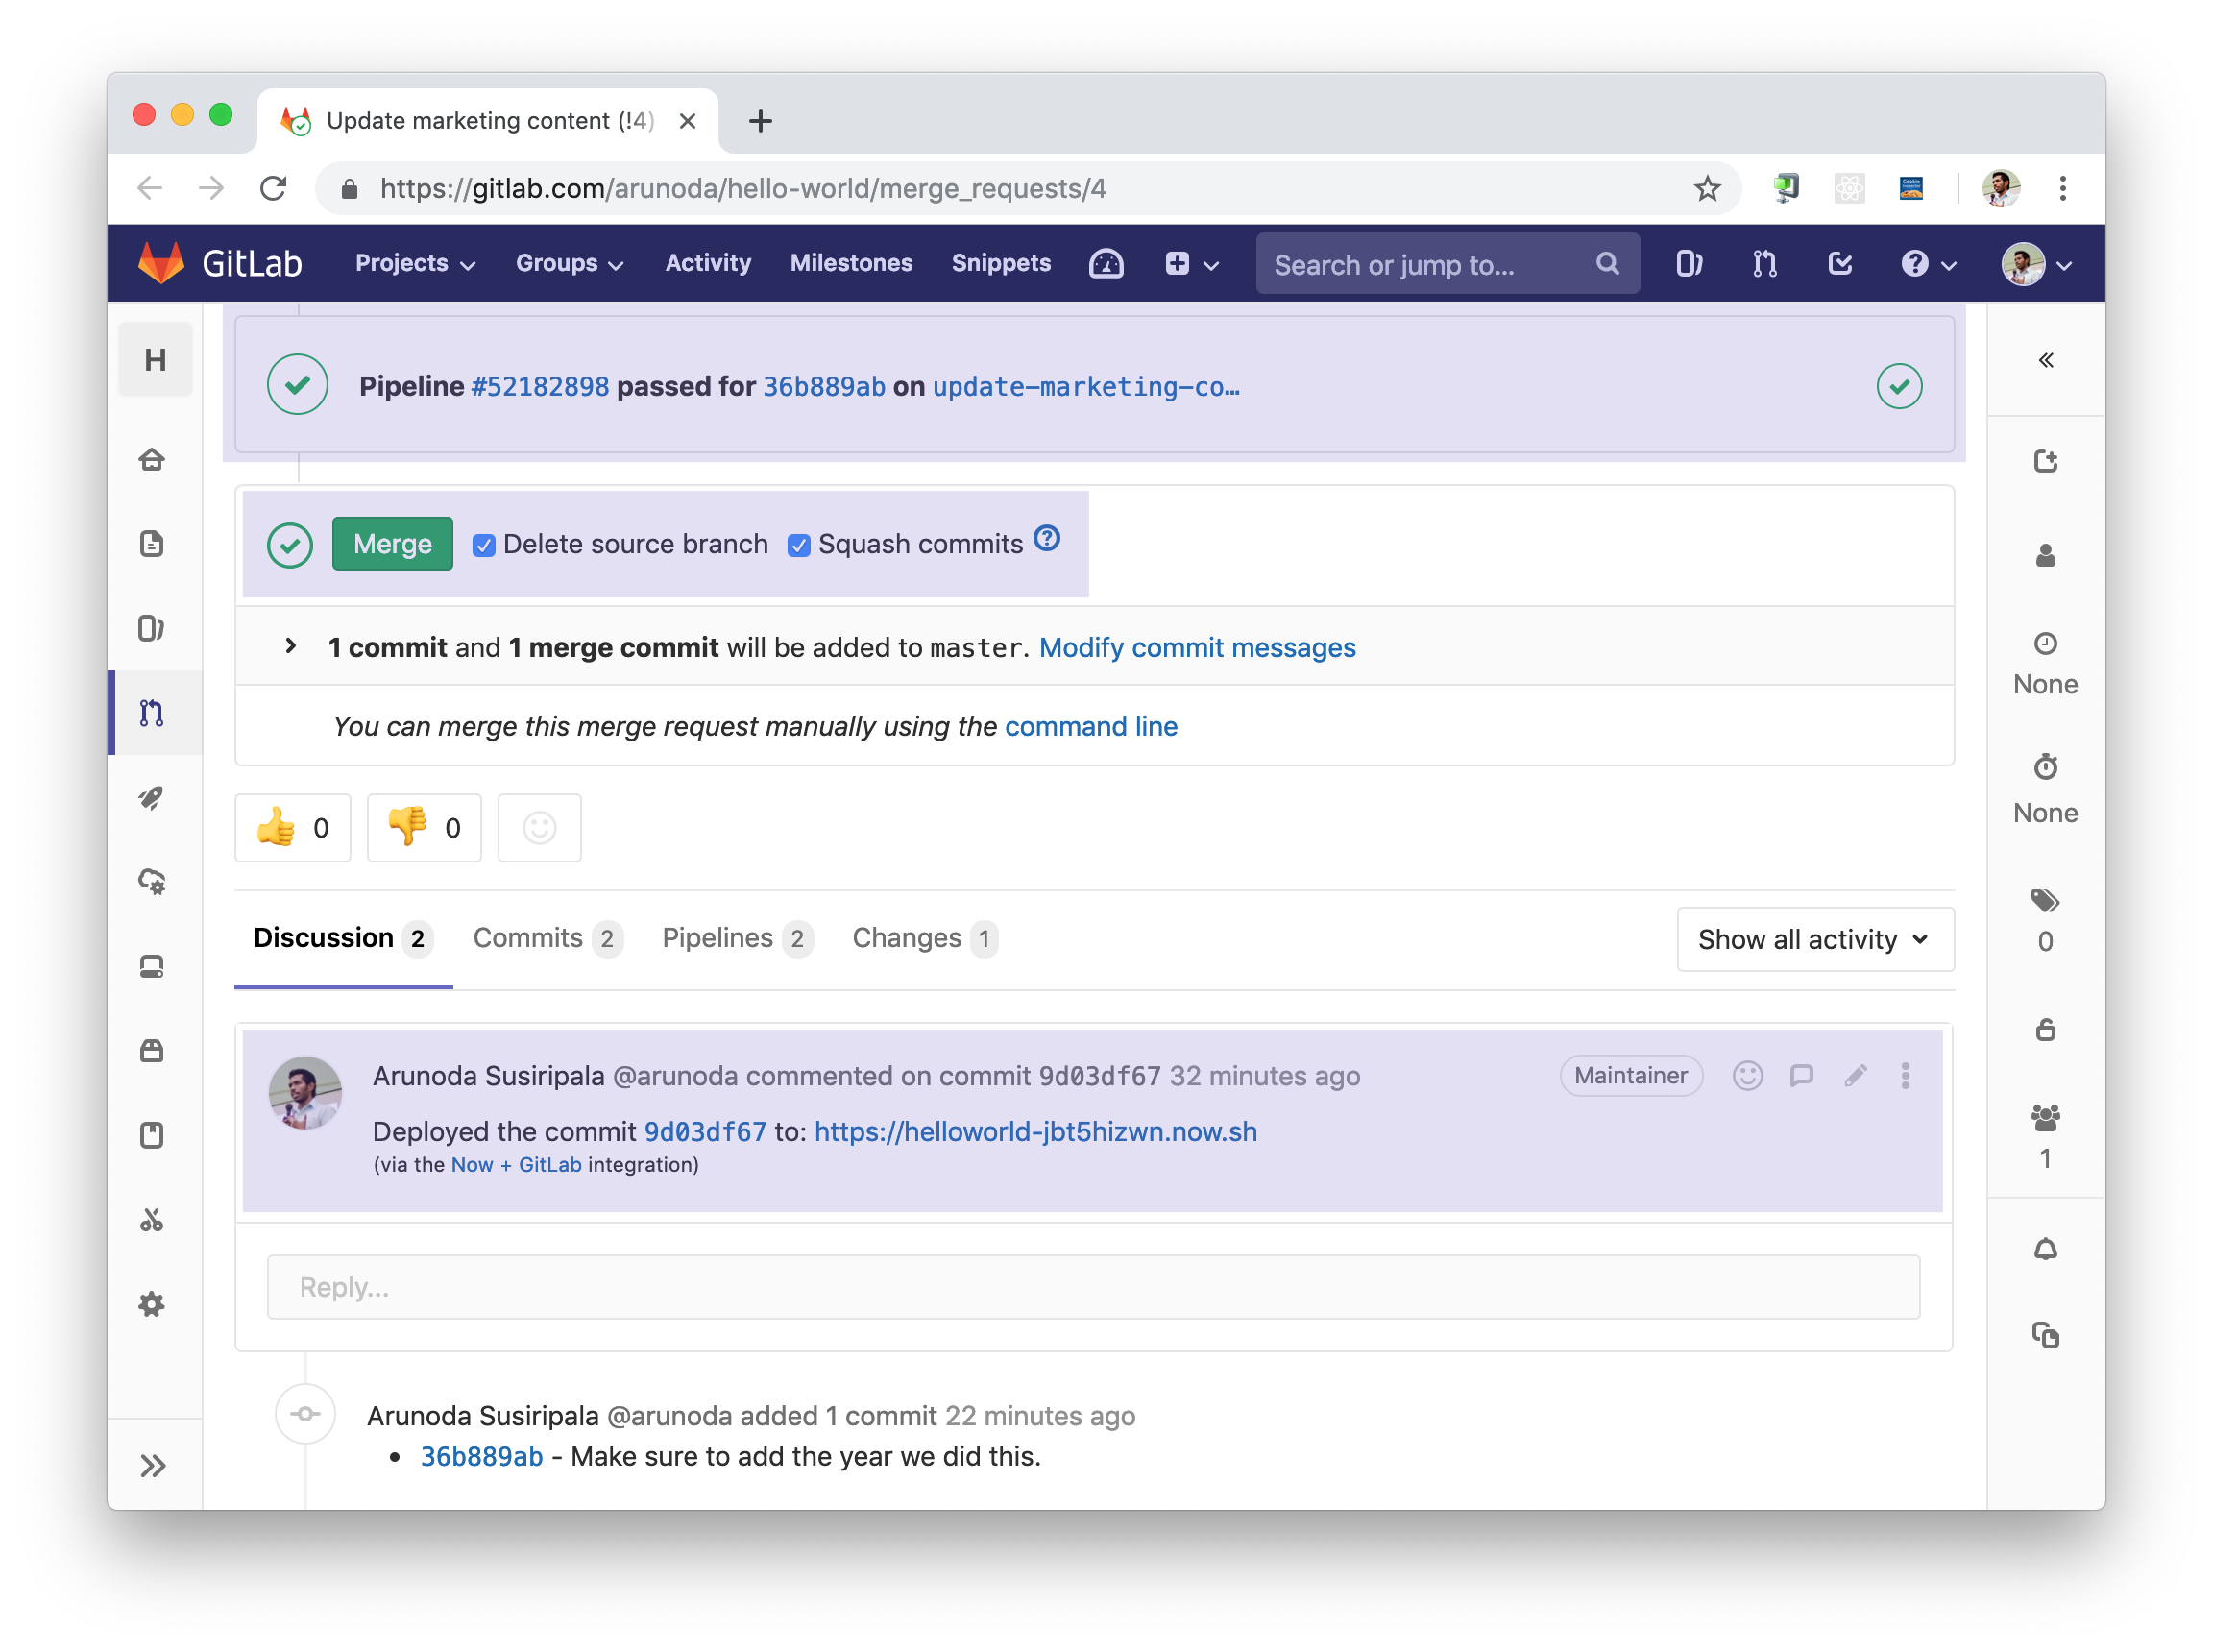 Update marketing content (!4)
https://gitlab.com/arunoda/hello-world/merge_requests/4
GitLab Projects Groups Activity Milestones Snippets Search or jump to...
H
Pipeline #52182898 passed for 36b889ab on update-marketing-co...
Merge Delete source branch Squash commits
1 commit and 1 merge commit will be added to master. Modify commit messages
None
You can merge this merge request manually using the command line
None
0 0
Discussion 2 Commits 2 Pipelines 2 Changes 1 Show all activity
0
Arunoda Susiripala @arunoda commented on commit 9d03df67 32 minutes ago Maintainer
Deployed the commit 9d03df67 to: https://helloworld-jbt5hizwn.now.sh
(via the Now + GitLab integration)
1
Reply...
Arunoda Susiripala @arunoda added 1 commit 22 minutes ago
• 36b889ab - Make sure to add the year we did this.